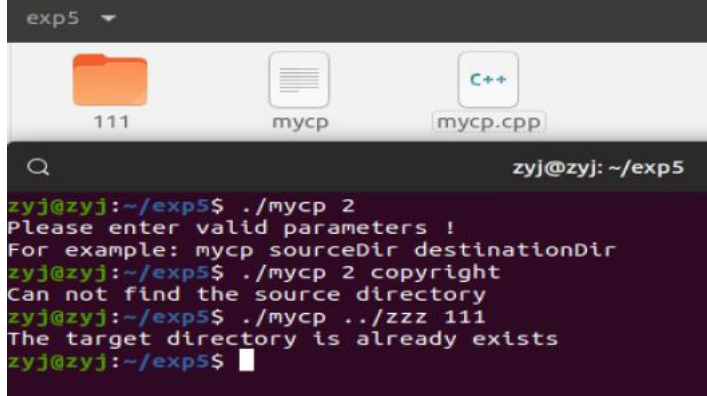 exp5
C++
111 mycp mycp.cpp
zyj@zyj: ~/exp5
zyj@zyj:~/exp5$ ./mycp 2
Please enter valid parameters !
For example: mycp sourceDir destinationDir
zyj@zyj:~/exp5$ ./mycp 2 copyright
Can not find the source directory
zyj@zyj:~/exp5$ ./mycp ../zzz 111
The target directory is already exists
zyj@zyj:~/exp5$